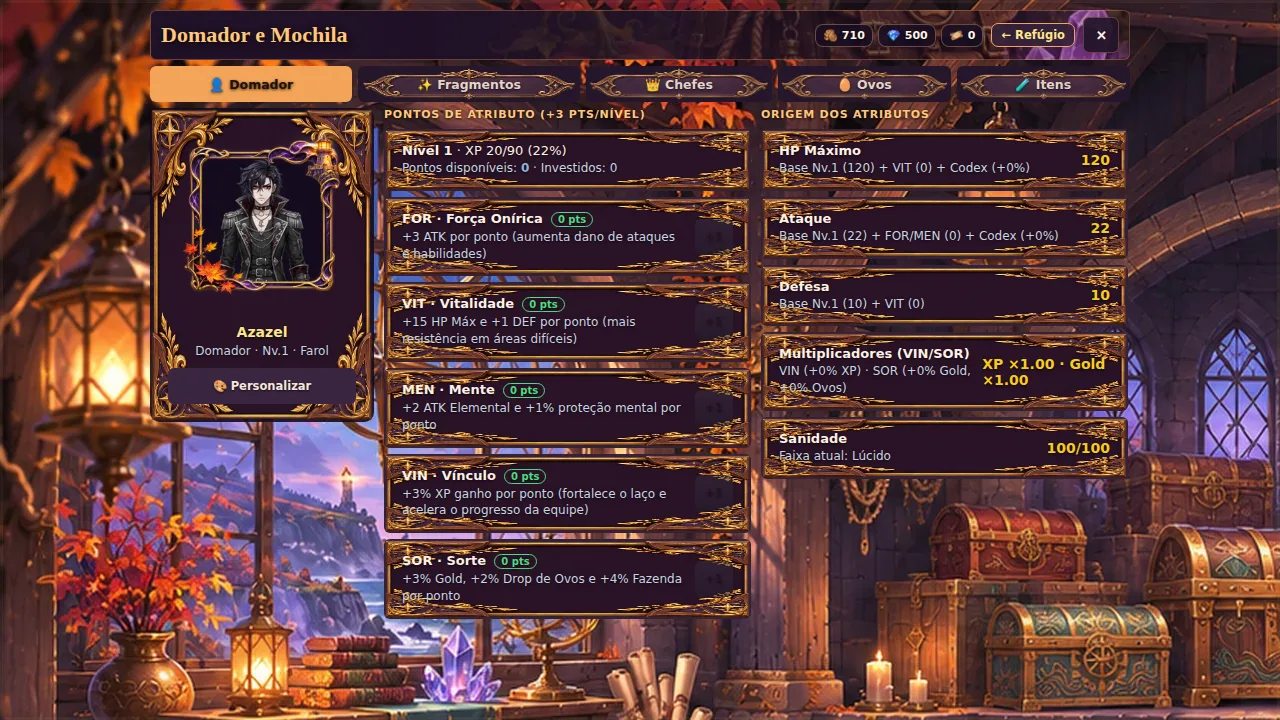 Domador e Mochila
710
500
0
← Refúgio
×
Domador
Fragmentos
Chefes
Ovos
Itens
Azazel
Domador · Nv.1 · Farol
Personalizar
PONTOS DE ATRIBUTO (+3 PTS/NÍVEL)
Nível 1 · XP 20/90 (22%)
Pontos disponíveis: 0 · Investidos: 0
FOR · Força Onírica 0 pts
+3 ATK por ponto (aumenta dano de ataques
e habilidades)
+1
VIT · Vitalidade 0 pts
+15 HP Máx e +1 DEF por ponto (mais
resistência em áreas difíceis)
+1
MEN · Mente 0 pts
+2 ATK Elemental e +1% proteção mental por
ponto
+1
VIN · Vínculo 0 pts
+3% XP ganho por ponto (fortalece o laço e
acelera o progresso da equipe)
+1
SOR · Sorte 0 pts
+3% Gold, +2% Drop de Ovos e +4% Fazenda
por ponto
+1
ORIGEM DOS ATRIBUTOS
HP Máximo
Base Nv.1 (120) + VIT (0) + Codex (+0%)
120
Ataque
Base Nv.1 (22) + FOR/MEN (0) + Codex (+0%)
22
Defesa
Base Nv.1 (10) + VIT (0)
10
Multiplicadores (VIN/SOR)
VIN (+0% XP) · SOR (+0% Gold,
+0% Ovos)
XP ×1.00 · Gold
×1.00
Sanidade
Faixa atual: Lúcido
100/100